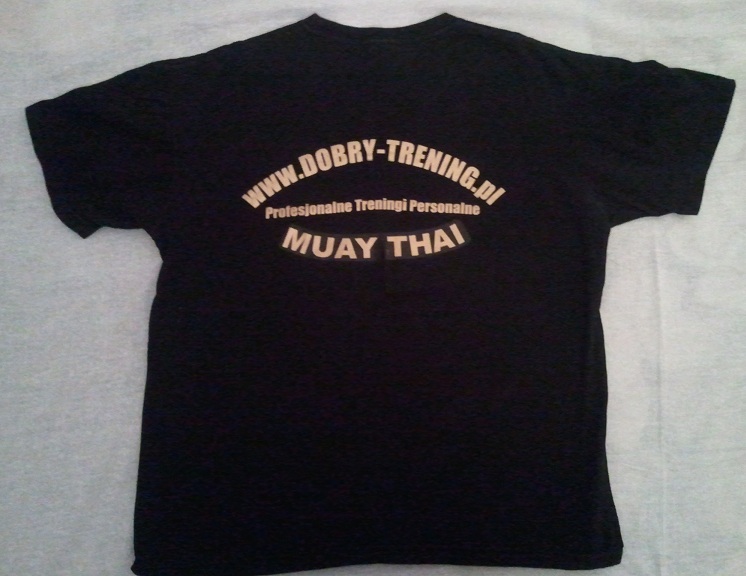 WWW.DOBRY-TRENING.pl
Profesjonalne Treningi Personalne
MUAY THAI